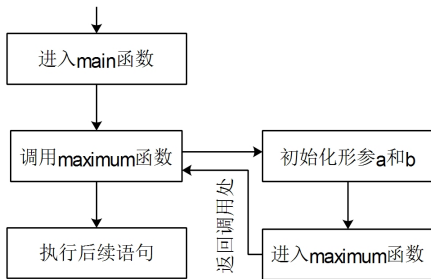 进入main函数
调用maximum函数
初始化形参a和b
返回调用处
执行后续语句
进入maximum函数